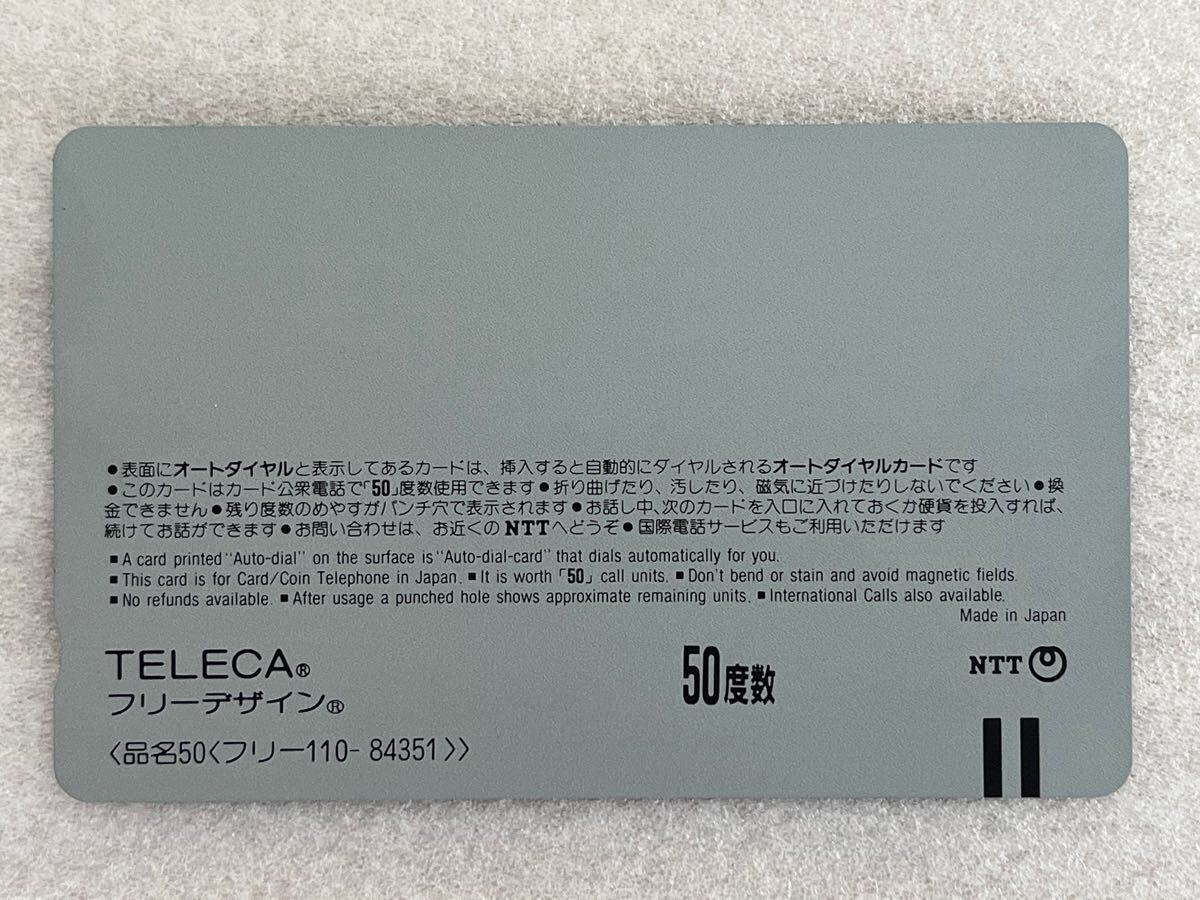 ●表面にオートダイヤルと表示してあるカードは、挿入すると自動的にダイヤルされるオートダイヤルカードです
●このカードはカード公衆電話で「50」度数使用できます●折り曲げたり、汚したり、磁気に近づけたりしないでください●換
金できません●残り度数のめやすがパンチ穴で表示されます●お話し中、次のカードを入口に入れておくか硬貨を投入すれば、
続けてお話ができます●お問い合わせは、お近くのNTTへどうぞ●国際電話サービスもご利用いただけます
■A card printed "Auto-dial" on the surface is "Auto-dial-card" that dials automatically for you.
■This card is for Card/Coin Telephone in Japan. ■It is worth「50」call units. ■Don't bend or stain and avoid magnetic fields.
■No refunds available. ■After usage a punched hole shows approximate remaining units. ■International Calls also available.
Made in Japan
TELECA®
フリーデザイン®
50度数
NTT
〈品名50〈フリー110- 84351〉〉